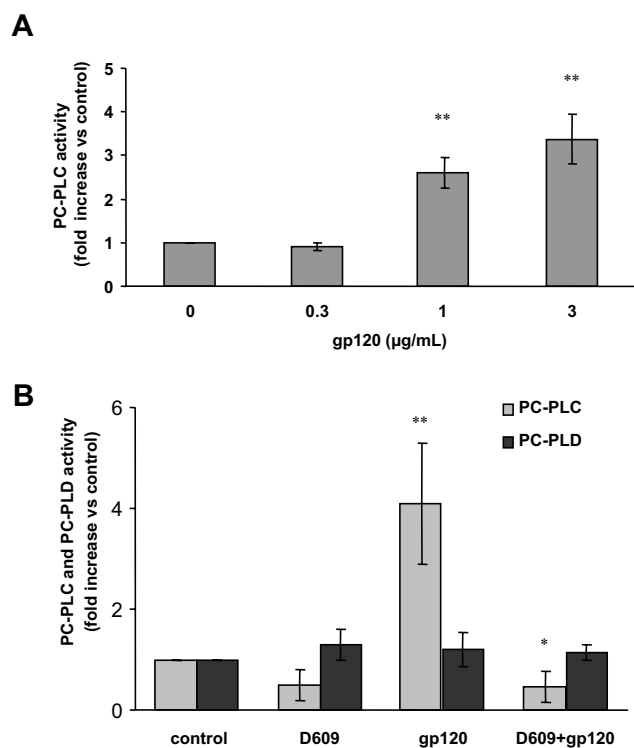 A
PC-PLC activity
(fold increase vs control)
5
4
3
2
1
0
**
**
0 0.3 1 3
gp120 (µg/mL)
B
PC-PLC and PC-PLD activity
(fold increase vs control)
6
4
2
0
**
*
PC-PLC
PC-PLD
control D609 gp120 D609+gp120